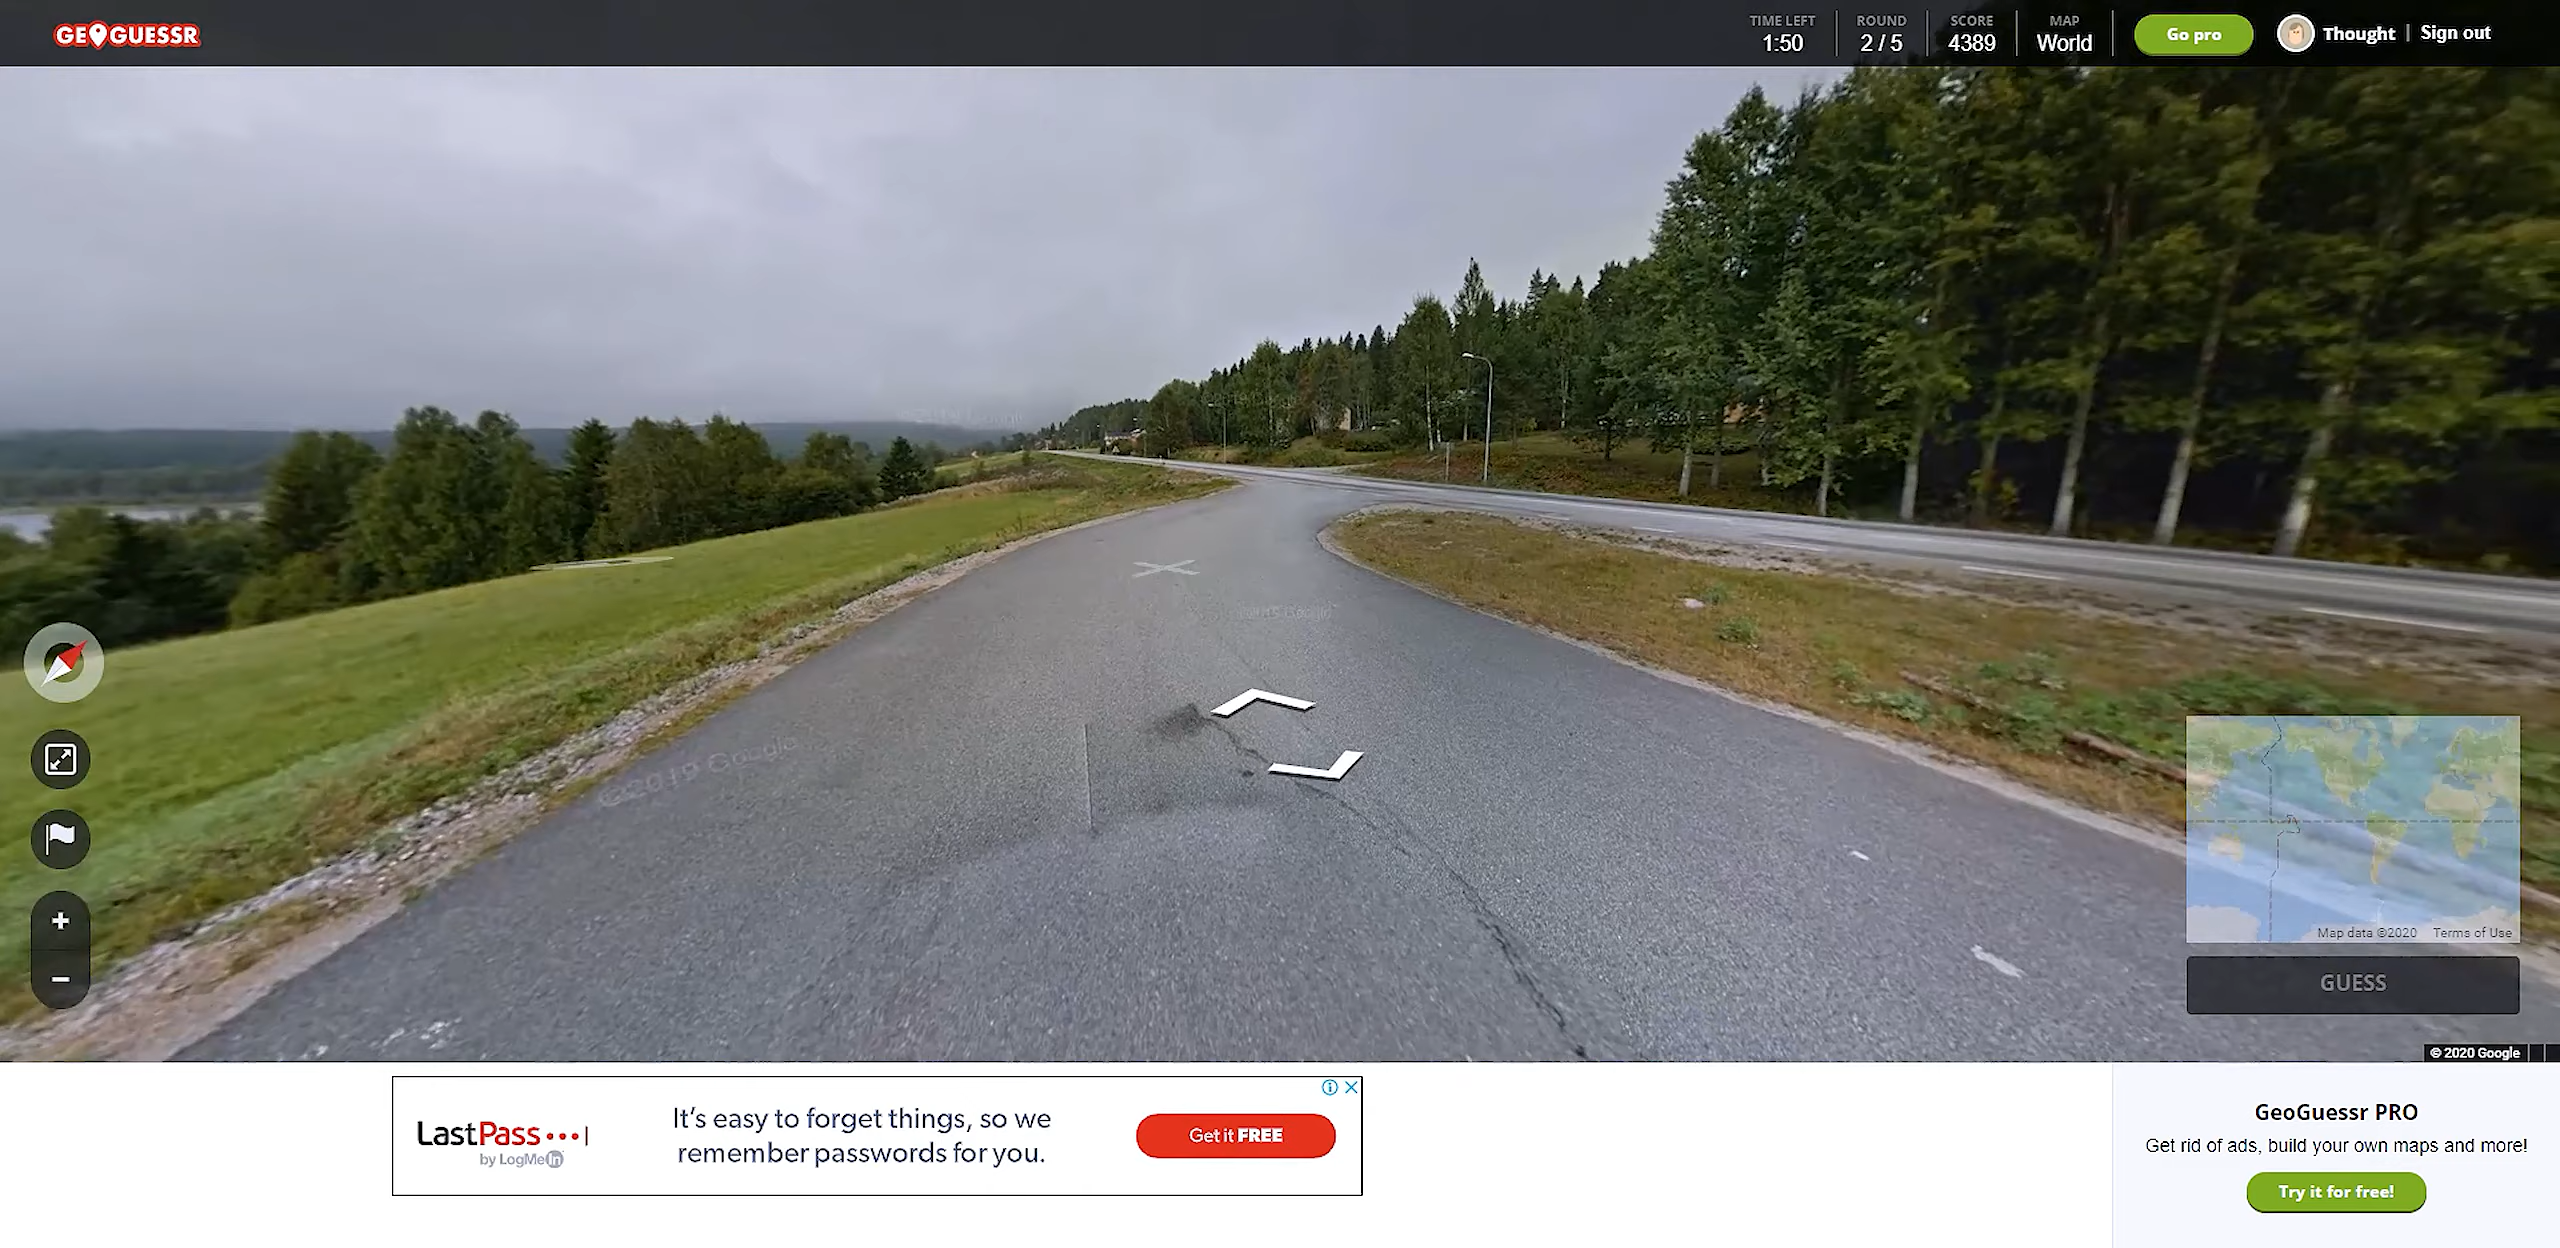 GEOGUESSR
TIME LEFT
1:50
ROUND
2 / 5
SCORE
4389
MAP
World
Go pro
Thought | Sign out
©2019 Google
Map data ©2020 Terms of Use
GUESS
© 2020 Google
LastPass
by LogMeIn
It's easy to forget things, so we
remember passwords for you.
Get it FREE
GeoGuessr PRO
Get rid of ads, build your own maps and more!
Try it for free!